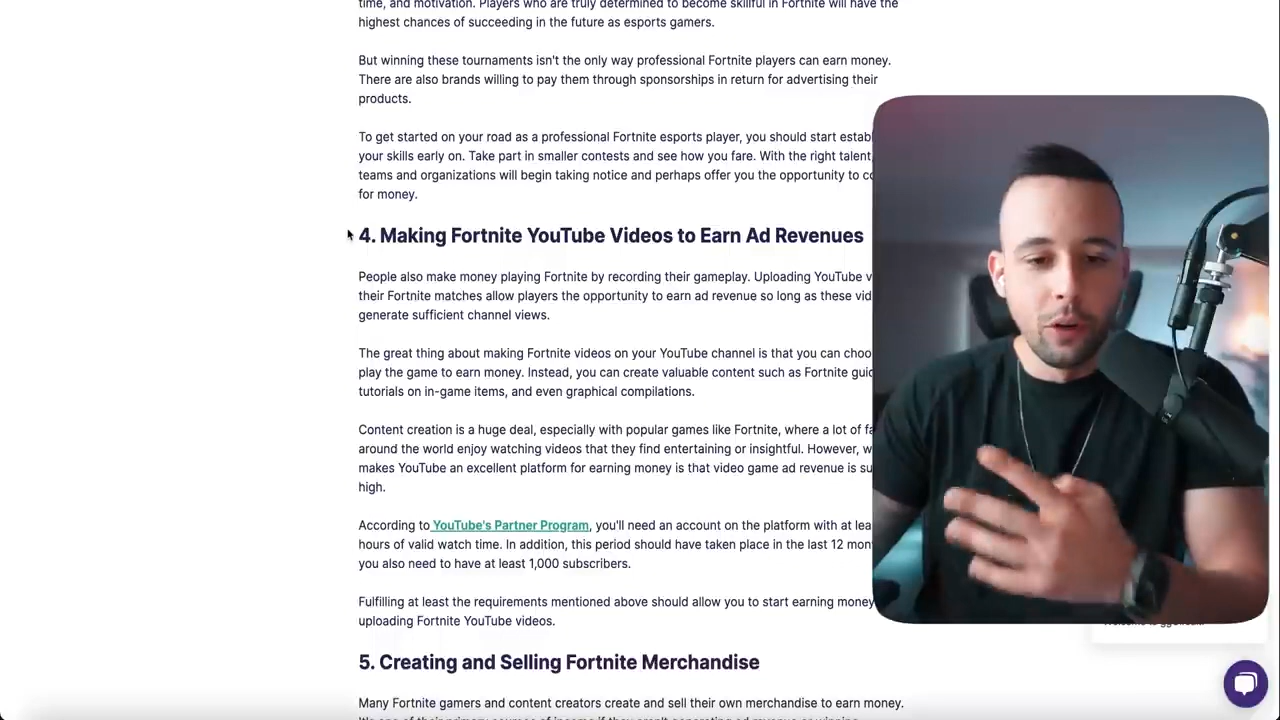 time, and motivation. Players who are truly determined to become skillful in Fortnite will have the
highest chances of succeeding in the future as esports gamers.
But winning these tournaments isn't the only way professional Fortnite players can earn money.
There are also brands willing to pay them through sponsorships in return for advertising their
products.
To get started on your road as a professional Fortnite esports player, you should start
your skills early on. Take part in smaller contests and see how you fare. With the right talent,
teams and organizations will begin taking notice and perhaps offer you the opportunity to
for money.
4. Making Fortnite YouTube Videos to Earn Ad Revenues
People also make money playing Fortnite by recording their gameplay. Uploading YouTube
their Fortnite matches allow players the opportunity to earn ad revenue so long as these
generate sufficient channel views.
The great thing about making Fortnite videos on your YouTube channel is that you can
play the game to earn money. Instead, you can create valuable content such as Fortnite
tutorials on in-game items, and even graphical compilations.
Content creation is a huge deal, especially with popular games like Fortnite, where a lot of
around the world enjoy watching videos that they find entertaining or insightful. However,
makes YouTube an excellent platform for earning money is that video game ad revenue is
high.
According to YouTube's Partner Program, you'll need an account on the platform with at
hours of valid watch time. In addition, this period should have taken place in the last 12
you also need to have at least 1,000 subscribers.
Fulfilling at least the requirements mentioned above should allow you to start earning money
uploading Fortnite YouTube videos.
5. Creating and Selling Fortnite Merchandise
Many Fortnite gamers and content creators create and sell their own merchandise to earn money.